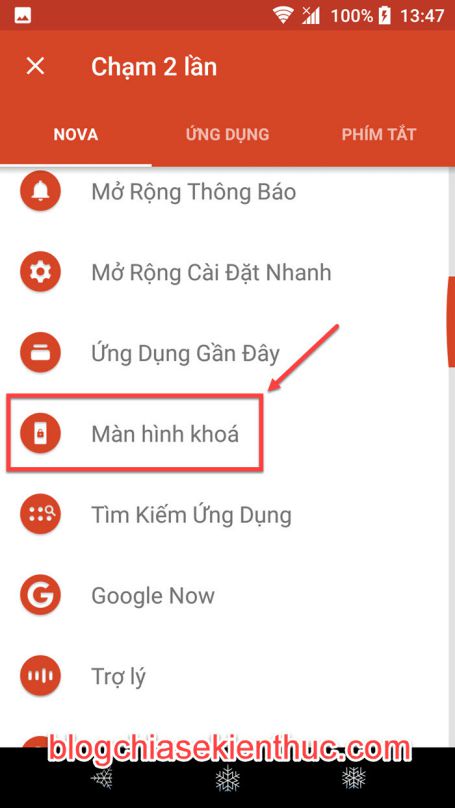 100% 13:47
Chạm 2 lần
NOVA ỨNG DỤNG PHÍM TẮT
Mở Rộng Thông Báo
Mở Rộng Cài Đặt Nhanh
Ứng Dụng Gần Đây
Màn hình khoá
Tìm Kiếm Ứng Dụng
Google Now
Trợ lý
blogchiasekienthuc.com